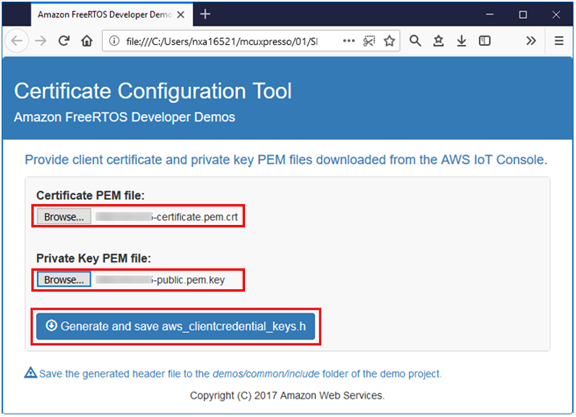 Amazon FreeRTOS Developer Demo
file:///C:/Users/nxa16521/mcuxpresso/01/S
Certificate Configuration Tool
Amazon FreeRTOS Developer Demos
Provide client certificate and private key PEM files downloaded from the AWS IoT Console.
Certificate PEM file:
Browse... -certificate.pem.crt
Private Key PEM file:
Browse... -public.pem.key
Generate and save aws_clientcredential_keys.h
Save the generated header file to the demos/common/include folder of the demo project.
Copyright (C) 2017 Amazon Web Services.